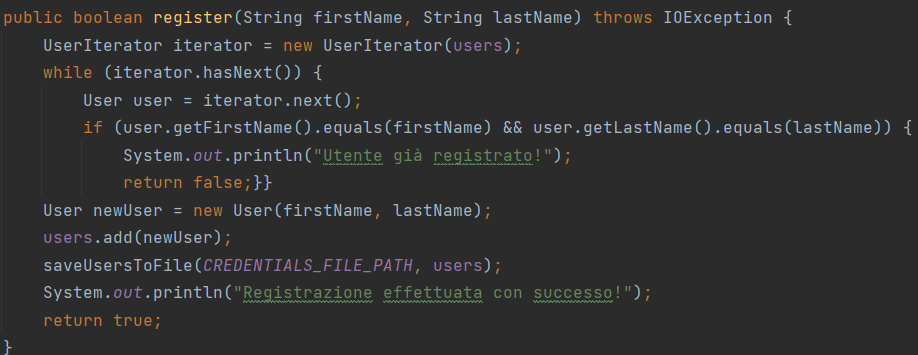 public boolean register(String firstName, String lastName) throws IOException {
    UserIterator iterator = new UserIterator(users);
    while (iterator.hasNext()) {
        User user = iterator.next();
        if (user.getFirstName().equals(firstName) && user.getLastName().equals(lastName)) {
            System.out.println("Utente già registrato!");
            return false;}}
    User newUser = new User(firstName, lastName);
    users.add(newUser);
    saveUsersToFile(CREDENTIALS_FILE_PATH, users);
    System.out.println("Registrazione effettuata con successo!");
    return true;
}